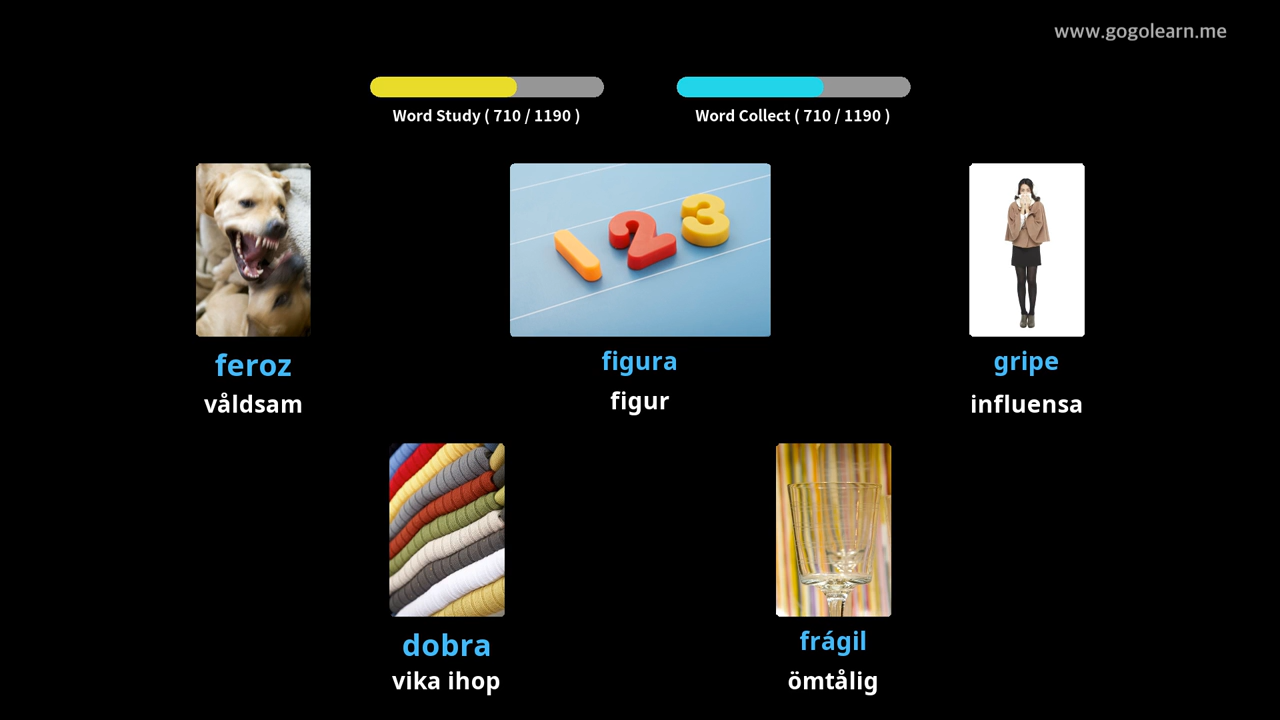 www.gogolearn.me
Word Study ( 710 / 1190 )
Word Collect ( 710 / 1190 )
feroz
våldsam
figura
figur
gripe
influensa
dobra
vika ihop
frágil
ömtålig